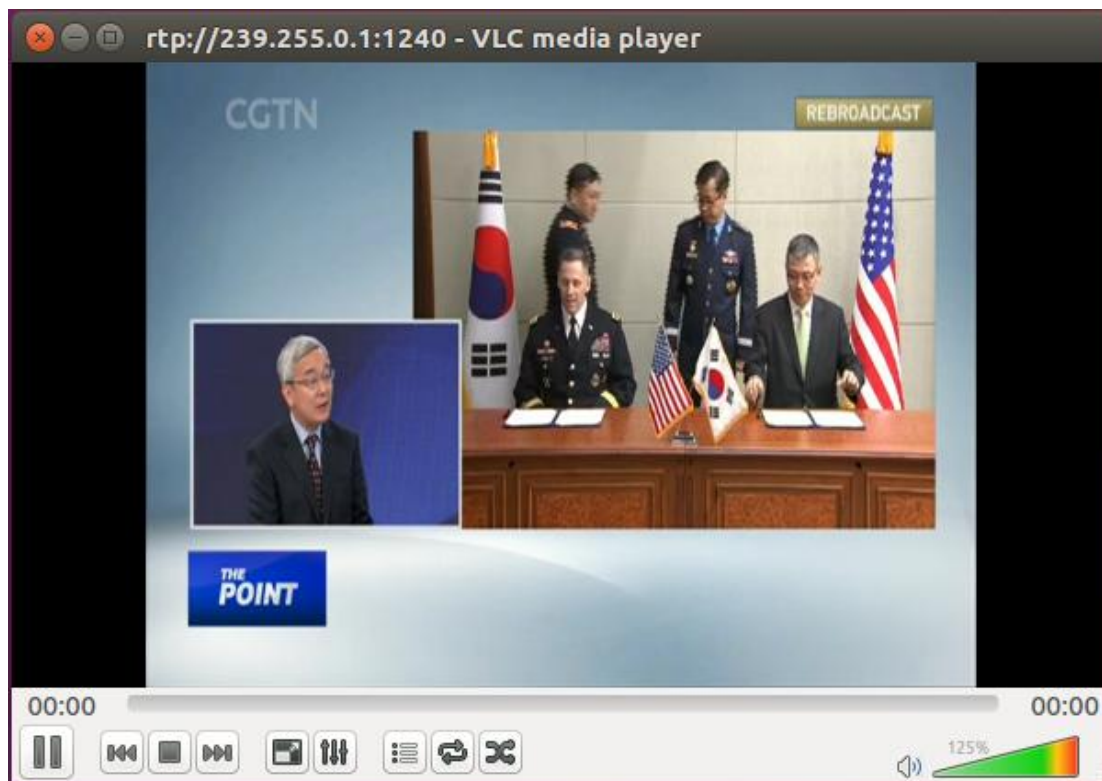 rtp://239.255.0.1:1240 - VLC media player
CGTN
REBROADCAST
THE
POINT
00:00
00:00
125%